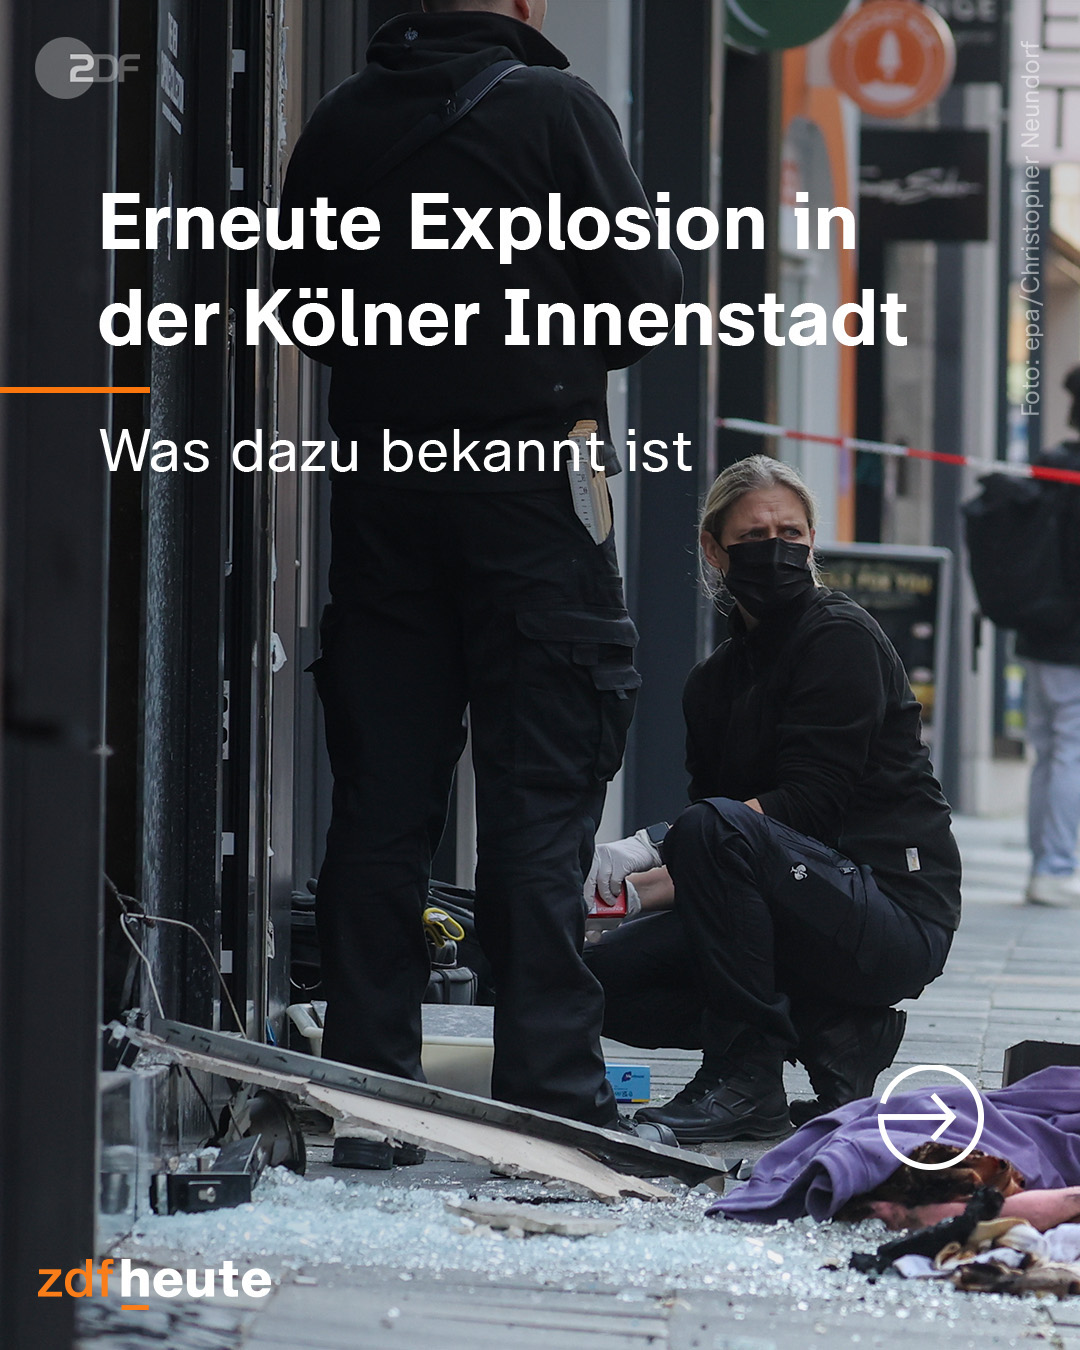 ZDF
Erneute Explosion in
der Kölner Innenstadt
Was dazu bekannt ist
Foto: epa/Christopher Neundorf
zdfheute